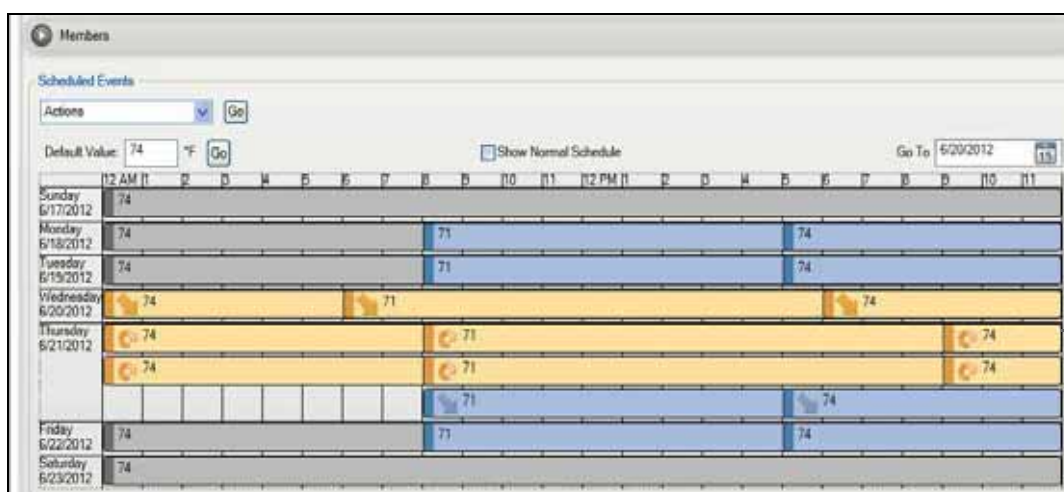 Members
Scheduled Events
Actions Go
Default Value: 74 °F Go Show Normal Schedule Go To 6/20/2012 15
12 AM 1 2 3 4 5 6 7 8 9 10 11 12 PM 1 2 3 4 5 6 7 8 9 10 11
Sunday 74
6/17/2012
Monday 74 71 74
6/18/2012
Tuesday 74 71 74
6/19/2012
Wednesday 74 71 74
6/20/2012
Thursday 74 71 74
6/21/2012
74 71 74
71 74
Friday 74 71 74
6/22/2012
Saturday 74
6/23/2012